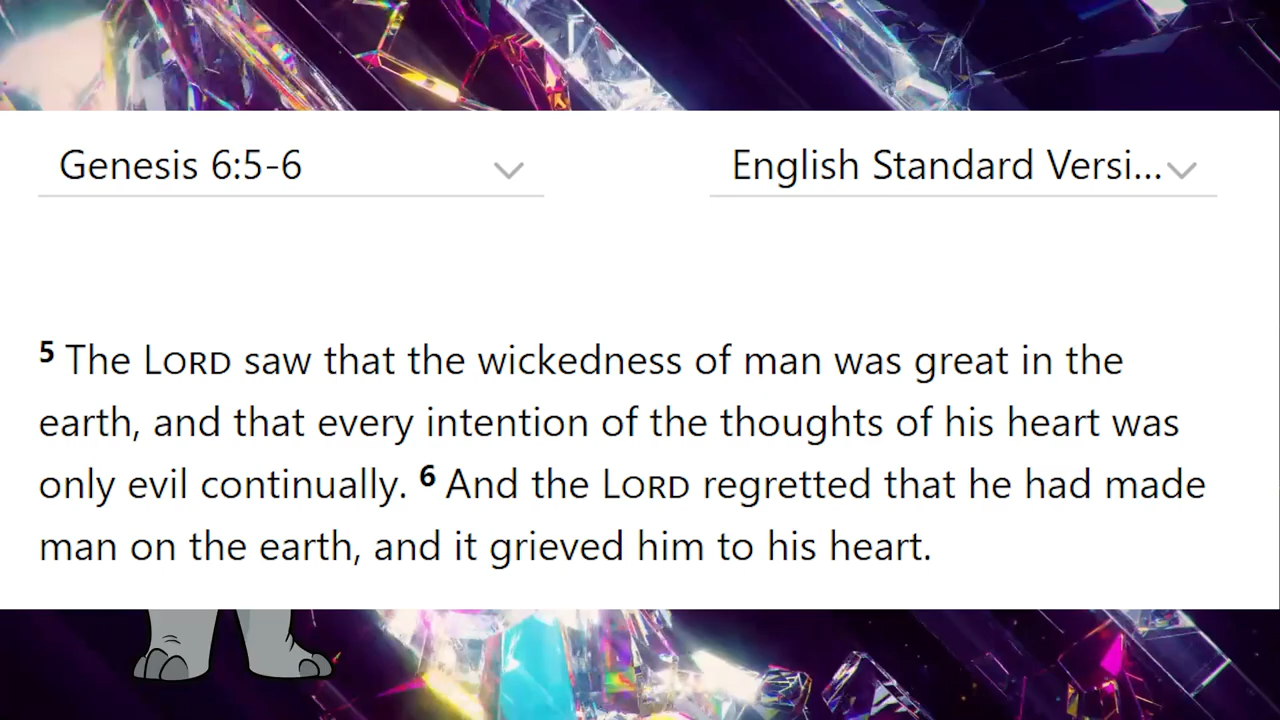 Genesis 6:5-6
English Standard Versi...
5 The LORD saw that the wickedness of man was great in the
earth, and that every intention of the thoughts of his heart was
only evil continually. 6 And the LORD regretted that he had made
man on the earth, and it grieved him to his heart.